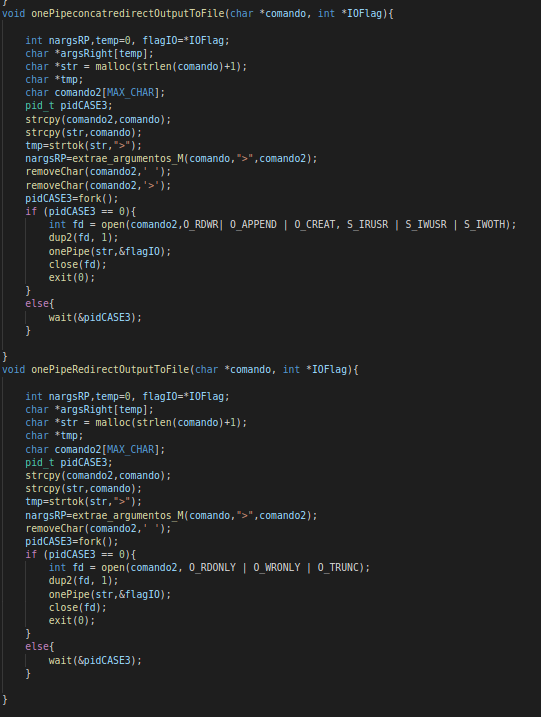 }
void onePipeconcatredirectOutputToFile(char *comando, int *IOFlag){
int nargsRP,temp=0, flagIO=*IOFlag;
char *argsRight[temp];
char *str = malloc(strlen(comando)+1);
char *tmp;
char comando2[MAX_CHAR];
pid_t pidCASE3;
strcpy(comando2,comando);
strcpy(str,comando);
tmp=strtok(str,">");
nargsRP=extrae_argumentos_M(comando,">",comando2);
removeChar(comando2,' ');
removeChar(comando2,'>');
pidCASE3=fork();
if (pidCASE3 == 0){
int fd = open(comando2,O_RDWR| O_APPEND | O_CREAT, S_IRUSR | S_IWUSR | S_IWOTH);
dup2(fd, 1);
onePipe(str,&flagIO);
close(fd);
exit(0);
}
else{
wait(&pidCASE3);
}
}
void onePipeRedirectOutputToFile(char *comando, int *IOFlag){
int nargsRP,temp=0, flagIO=*IOFlag;
char *argsRight[temp];
char *str = malloc(strlen(comando)+1);
char *tmp;
char comando2[MAX_CHAR];
pid_t pidCASE3;
strcpy(comando2,comando);
strcpy(str,comando);
tmp=strtok(str,">");
nargsRP=extrae_argumentos_M(comando,">",comando2);
removeChar(comando2,' ');
pidCASE3=fork();
if (pidCASE3 == 0){
int fd = open(comando2, O_RDONLY | O_WRONLY | O_TRUNC);
dup2(fd, 1);
onePipe(str,&flagIO);
close(fd);
exit(0);
}
else{
wait(&pidCASE3);
}
}